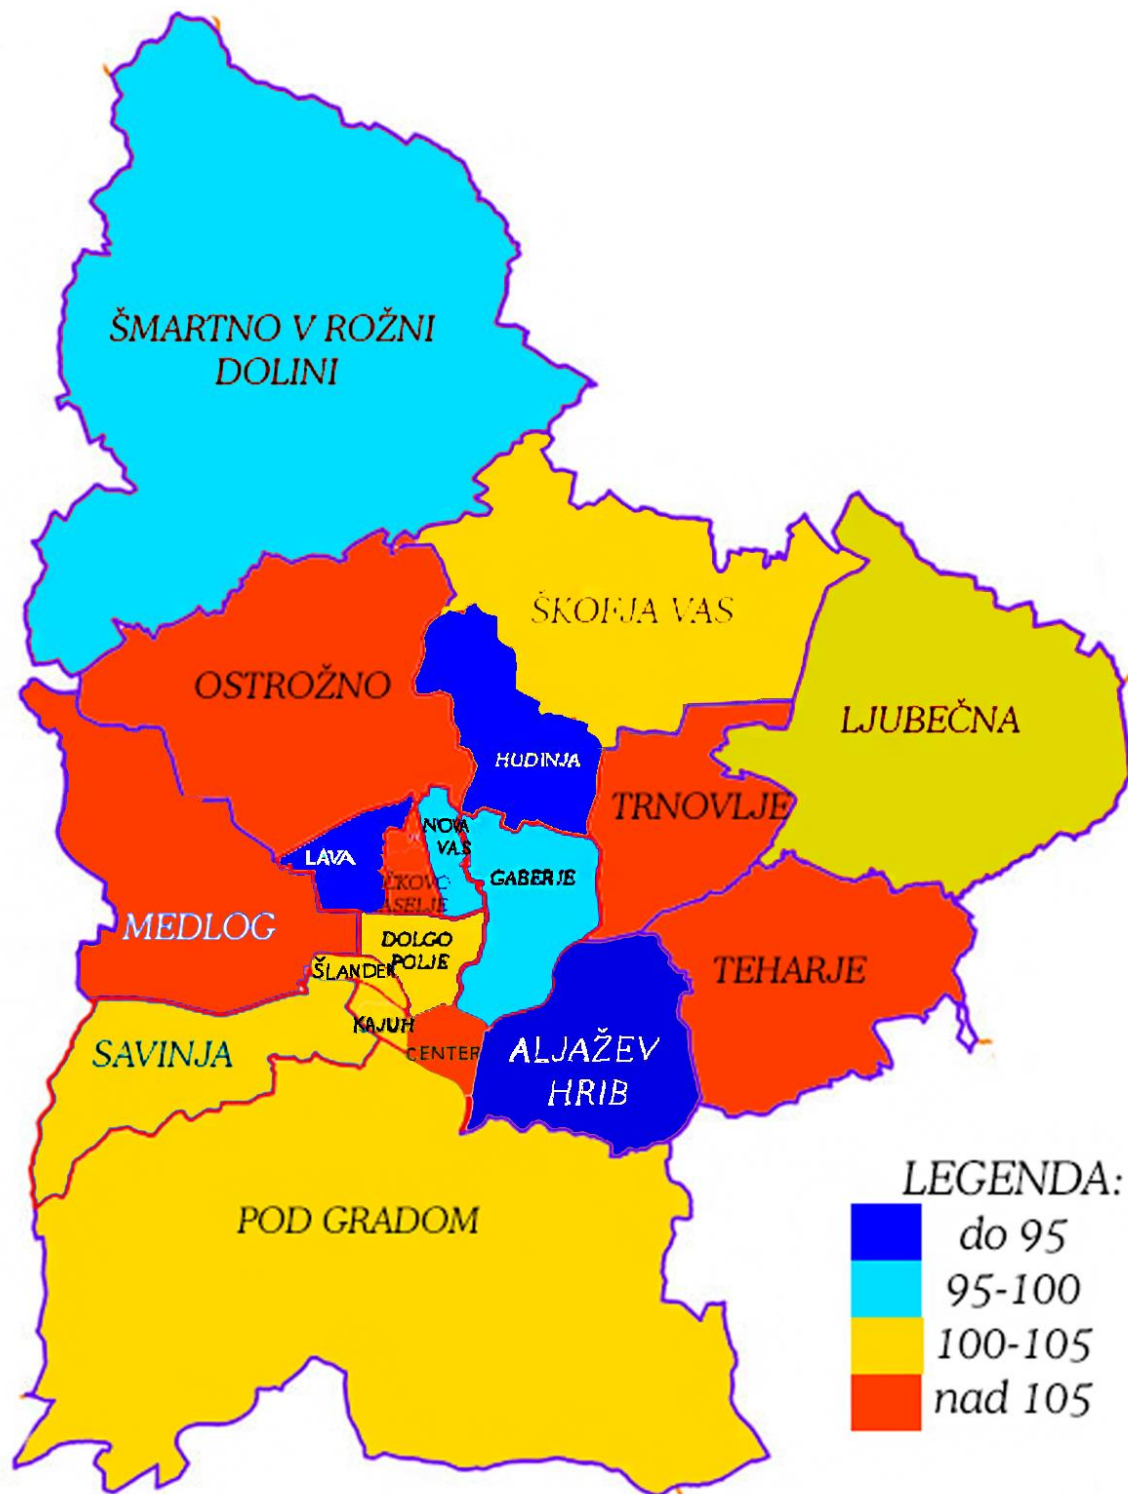 ŠMARTNO V ROŽNI
DOLINI
ŠKOFJA VAS
OSTROŽNO
LJUBEČNA
HUDINJA
TRNOVLJE
NOVA
VAS
LAVA
GABERJE
MEDLOG
DOLGO
POLJE
ŠLANDER
TEHARJE
KAJUH
CENTER
SAVINJA
ALJAŽEV
HRIB
POD GRADOM
LEGENDA:
do 95
95-100
100-105
nad 105